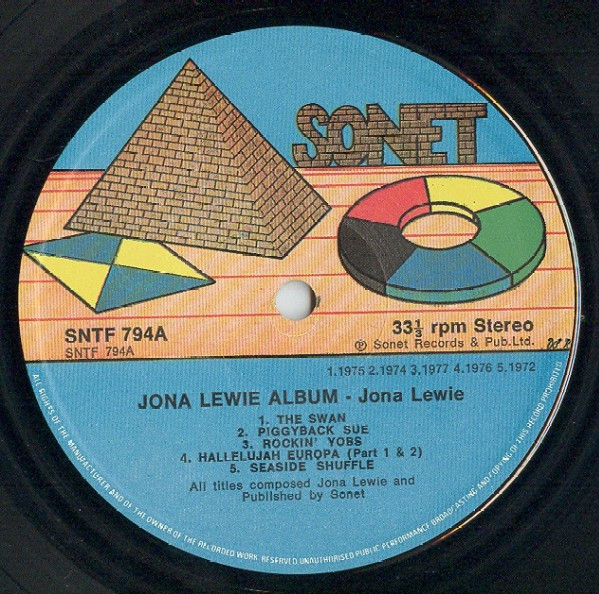 SONET
SNTF 794A
SNTF 794A
33⅓ rpm Stereo
℗ Sonet Records & Pub.Ltd.
1.1975 2.1974 3.1977 4.1976 5.1972
JONA LEWIE ALBUM - Jona Lewie
1. THE SWAN
2. PIGGYBACK SUE
3. ROCKIN' YOBS
4. HALLELUJAH EUROPA (Part 1 & 2)
5. SEASIDE SHUFFLE
All titles composed Jona Lewie and
Published by Sonet
ALL RIGHTS OF THE MANUFACTURER AND OF THE OWNER OF THE RECORDED WORK RESERVED. UNAUTHORISED PUBLIC PERFORMANCE BROADCASTING AND COPYING OF THIS RECORD PROHIBITED